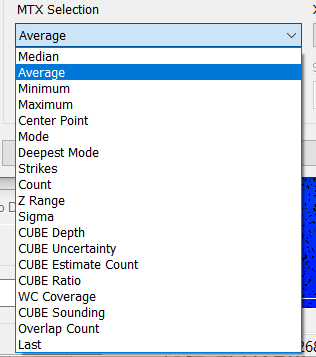 MTX Selection
Average
Median
Average
Minimum
Maximum
Center Point
Mode
Deepest Mode
Strikes
Count
Z Range
Sigma
CUBE Depth
CUBE Uncertainty
CUBE Estimate Count
CUBE Ratio
WC Coverage
CUBE Sounding
Overlap Count
Last